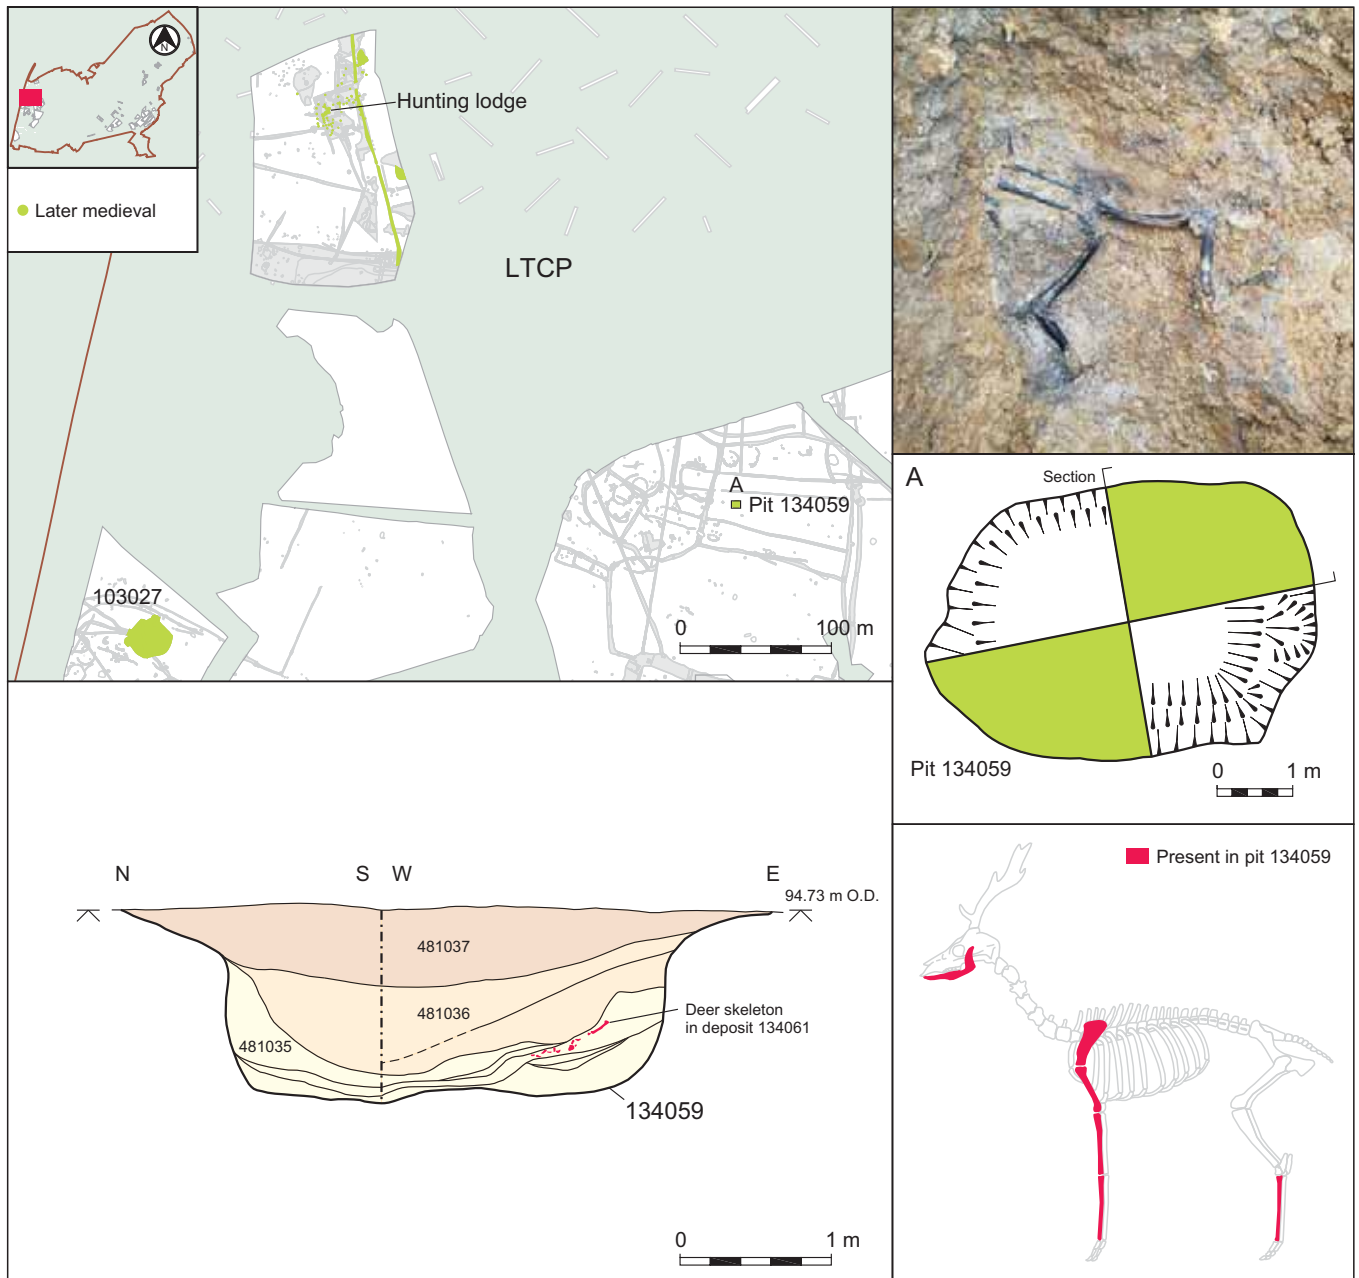 N
Later medieval
Hunting lodge
LTCP
A
Pit 134059
103027
0 100 m
A
Section
Pit 134059
0 1 m
N S W E
94.73 m O.D.
481037
481036
481035
Deer skeleton
in deposit 134061
134059
0 1 m
Present in pit 134059